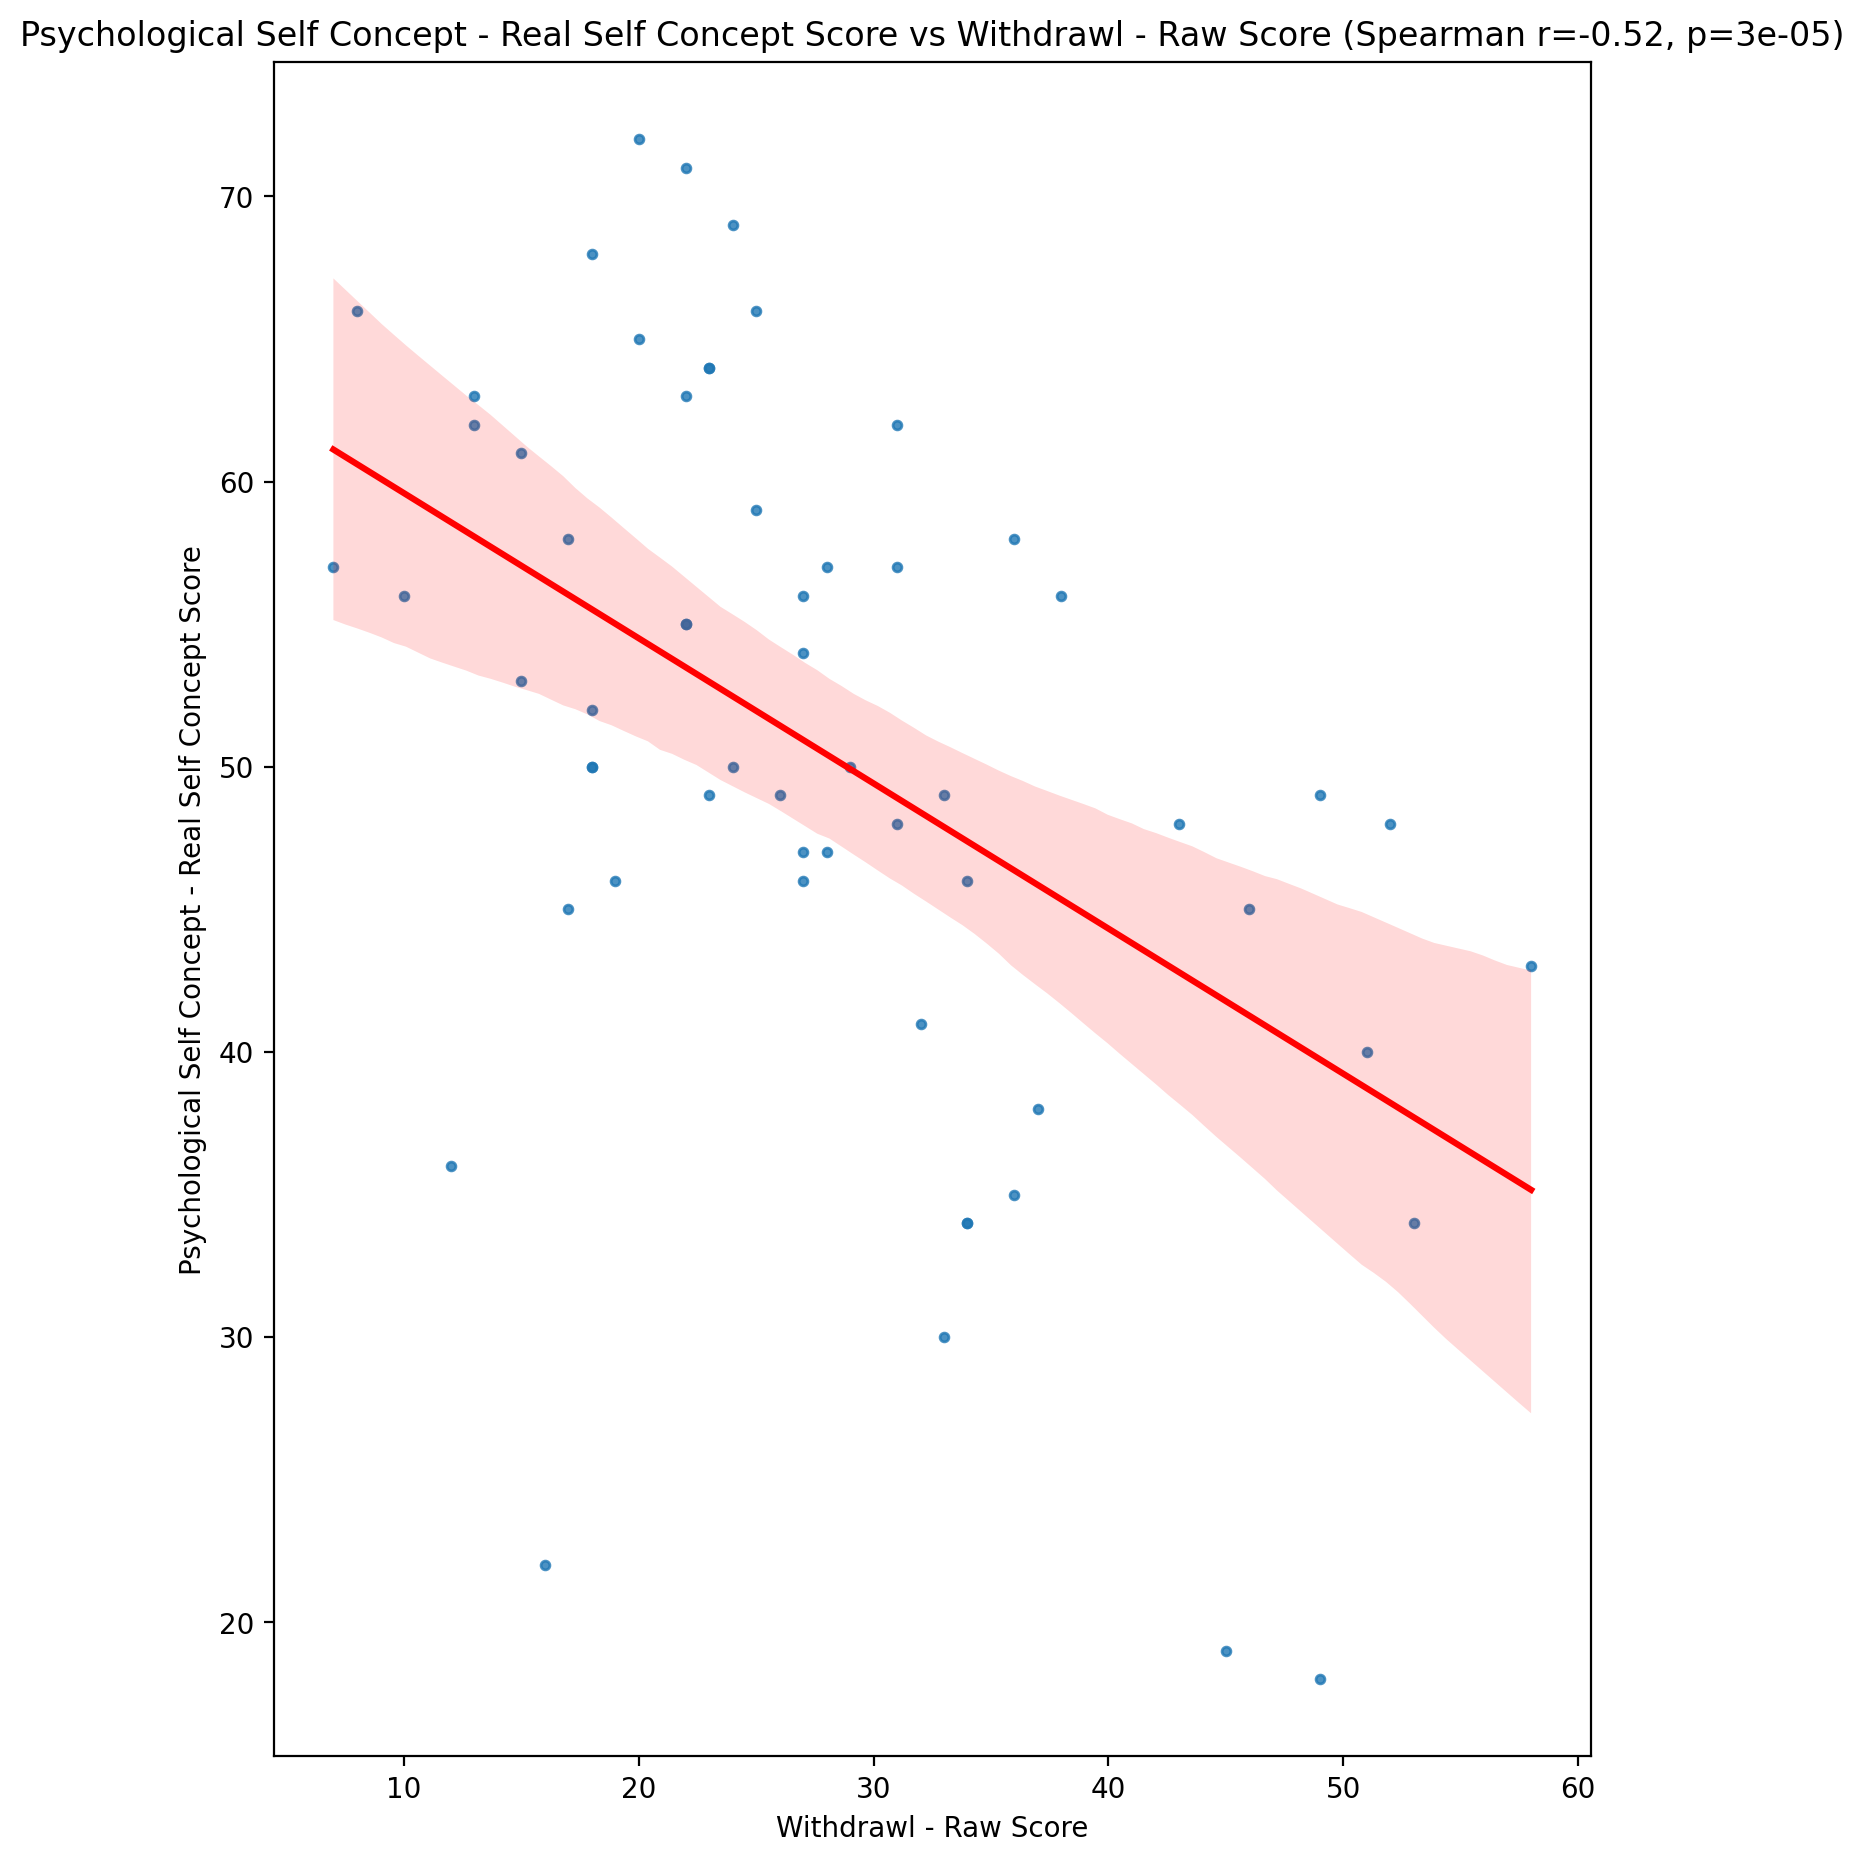 Psychological Self Concept - Real Self Concept Score vs Withdrawl - Raw Score (Spearman r=-0.52, p=3e-05)
70
60
50
40
30
20
Psychological Self Concept - Real Self Concept Score
10 20 30 40 50 60
Withdrawl - Raw Score